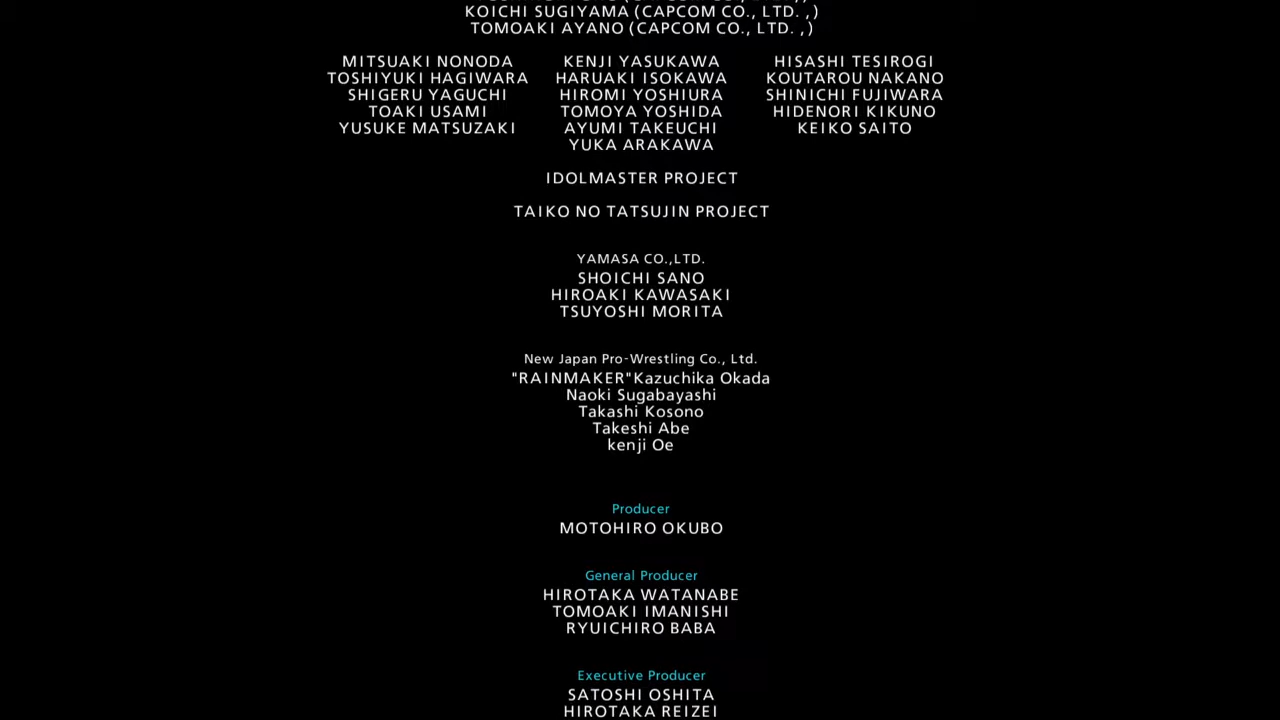 KOICHI SUGIYAMA (CAPCOM CO., LTD. ,)
TOMOAKI AYANO (CAPCOM CO., LTD. ,)
MITSUAKI NONODA KENJI YASUKAWA HISASHI TESIROGI
TOSHIYUKI HAGIWARA HARUAKI ISOKAWA KOUTAROU NAKANO
SHIGERU YAGUCHI HIROMI YOSHIURA SHINICHI FUJIWARA
TOAKI USAMI TOMOYA YOSHIDA HIDENORI KIKUNO
YUSUKE MATSUZAKI AYUMI TAKEUCHI KEIKO SAITO
YUKA ARAKAWA
IDOLMASTER PROJECT
TAIKO NO TATSUJIN PROJECT
YAMASA CO.,LTD.
SHOICHI SANO
HIROAKI KAWASAKI
TSUYOSHI MORITA
New Japan Pro-Wrestling Co., Ltd.
"RAINMAKER"Kazuchika Okada
Naoki Sugabayashi
Takashi Kosono
Takeshi Abe
kenji Oe
Producer
MOTOHIRO OKUBO
General Producer
HIROTAKA WATANABE
TOMOAKI IMANISHI
RYUICHIRO BABA
Executive Producer
SATOSHI OSHITA
HIROTAKA REIZEI